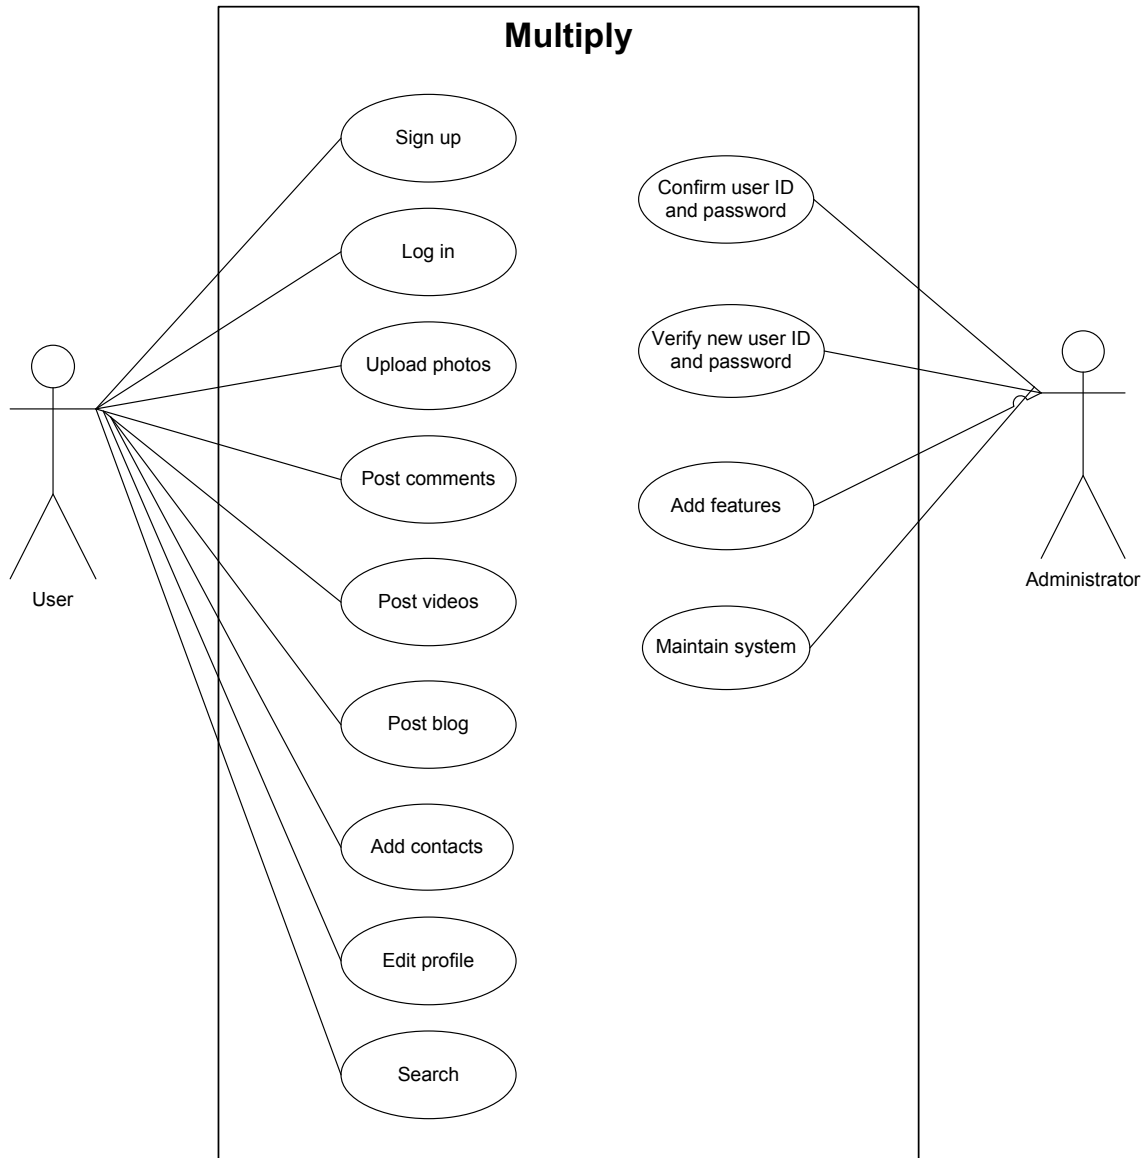 Multiply
Sign up
Log in
Upload photos
Post comments
Post videos
Post blog
Add contacts
Edit profile
Search
Confirm user ID
and password
Verify new user ID
and password
Add features
Maintain system
User
Administrator